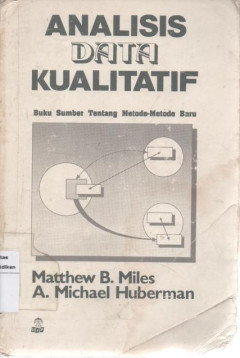 ANALISIS
DATA
KUALITATIF
Buku Sumber Tentang Metode-Metode Baru
Matthew B. Miles
A. Michael Huberman